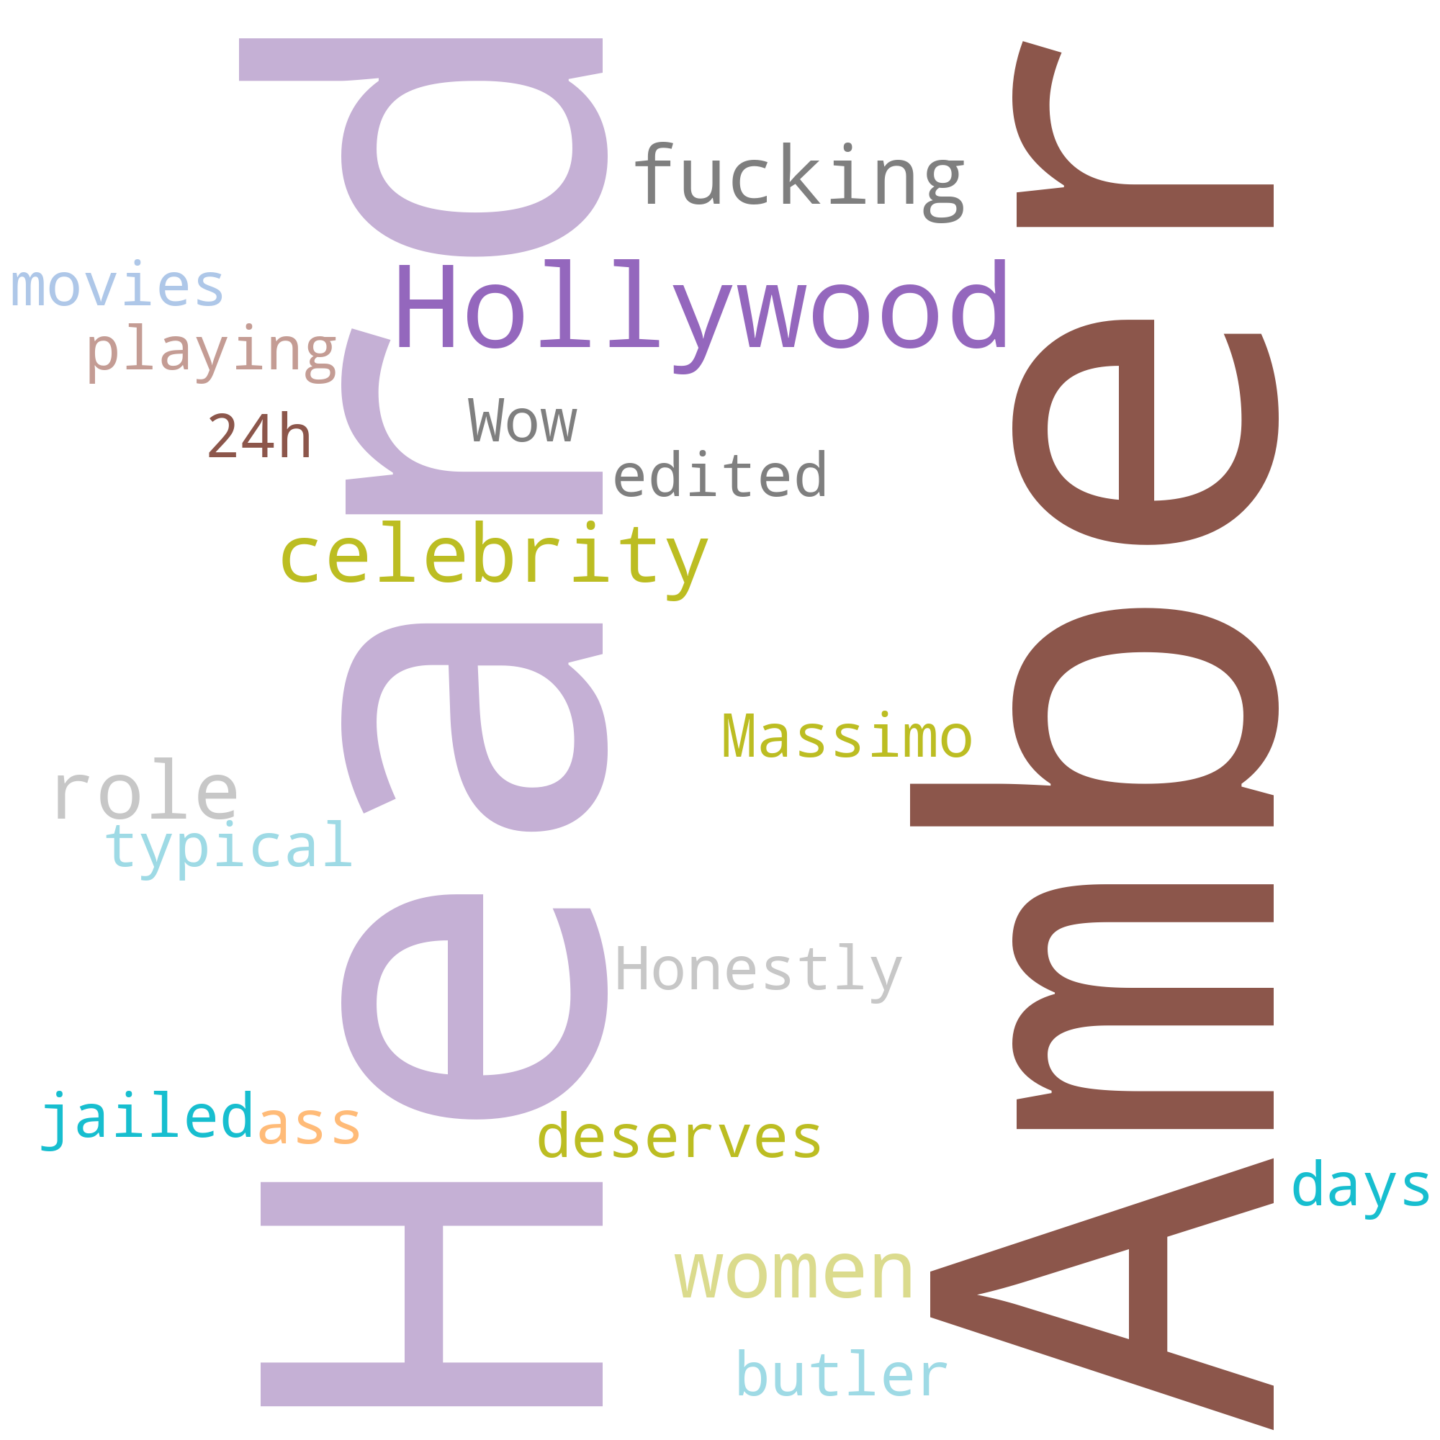 Heard
Amber
fucking
Hollywood
movies
playing
24h
Wow
edited
celebrity
Massimo
role
typical
Honestly
jailed
ass
deserves
days
women
butler